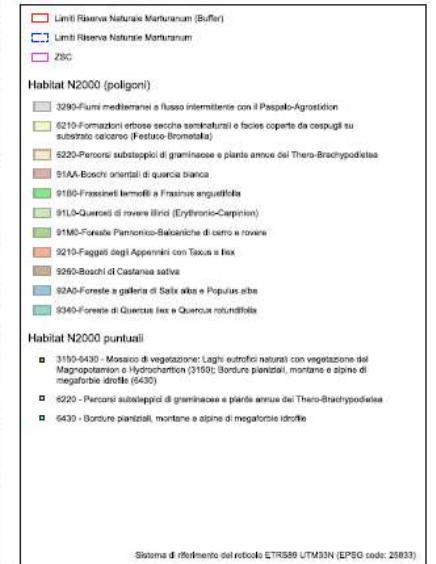 Limiti Riserva Naturale Marturanum (Buffer)
Limiti Riserva Naturale Marturanum
ZSC
Habitat N2000 (poligoni)
3290-Fiumi mediterranei a flusso intermittente con il Paspalo-Agrostidion
6210-Formazioni erbose secche seminaturali e facies coperte da cespugli su
substrato calcareo (Festuco-Brometalia)
6220-Percorsi substeppici di graminacee e piante annue dei Thero-Brachypodietea
91AA-Boschi orientali di quercia bianca
91B0-Frassineti termofili a Fraxinus angustifolia
91L0-Querceti di rovere illirici (Erythronio-Carpinion)
91M0-Foreste Pannonico-Balcaniche di cerro e rovere
9210-Faggeti degli Appennini con Taxus e Ilex
9260-Boschi di Castanea sativa
92A0-Foreste a galleria di Salix alba e Populus alba
9340-Foreste di Quercus ilex e Quercus rotundifolia
Habitat N2000 puntuali
3150-6430 - Mosaico di vegetazione: Laghi eutrofici naturali con vegetazione del
Magnopotamion o Hydrocharition (3150); Bordure planiziali, montane e alpine di
megaforbie idrofile (6430)
6220 - Percorsi substeppici di graminacee e piante annue dei Thero-Brachypodietea
6430 - Bordure planiziali, montane e alpine di megaforbie idrofile
Sistema di riferimento del reticolo ETRS89 UTM33N (EPSG code: 25833)